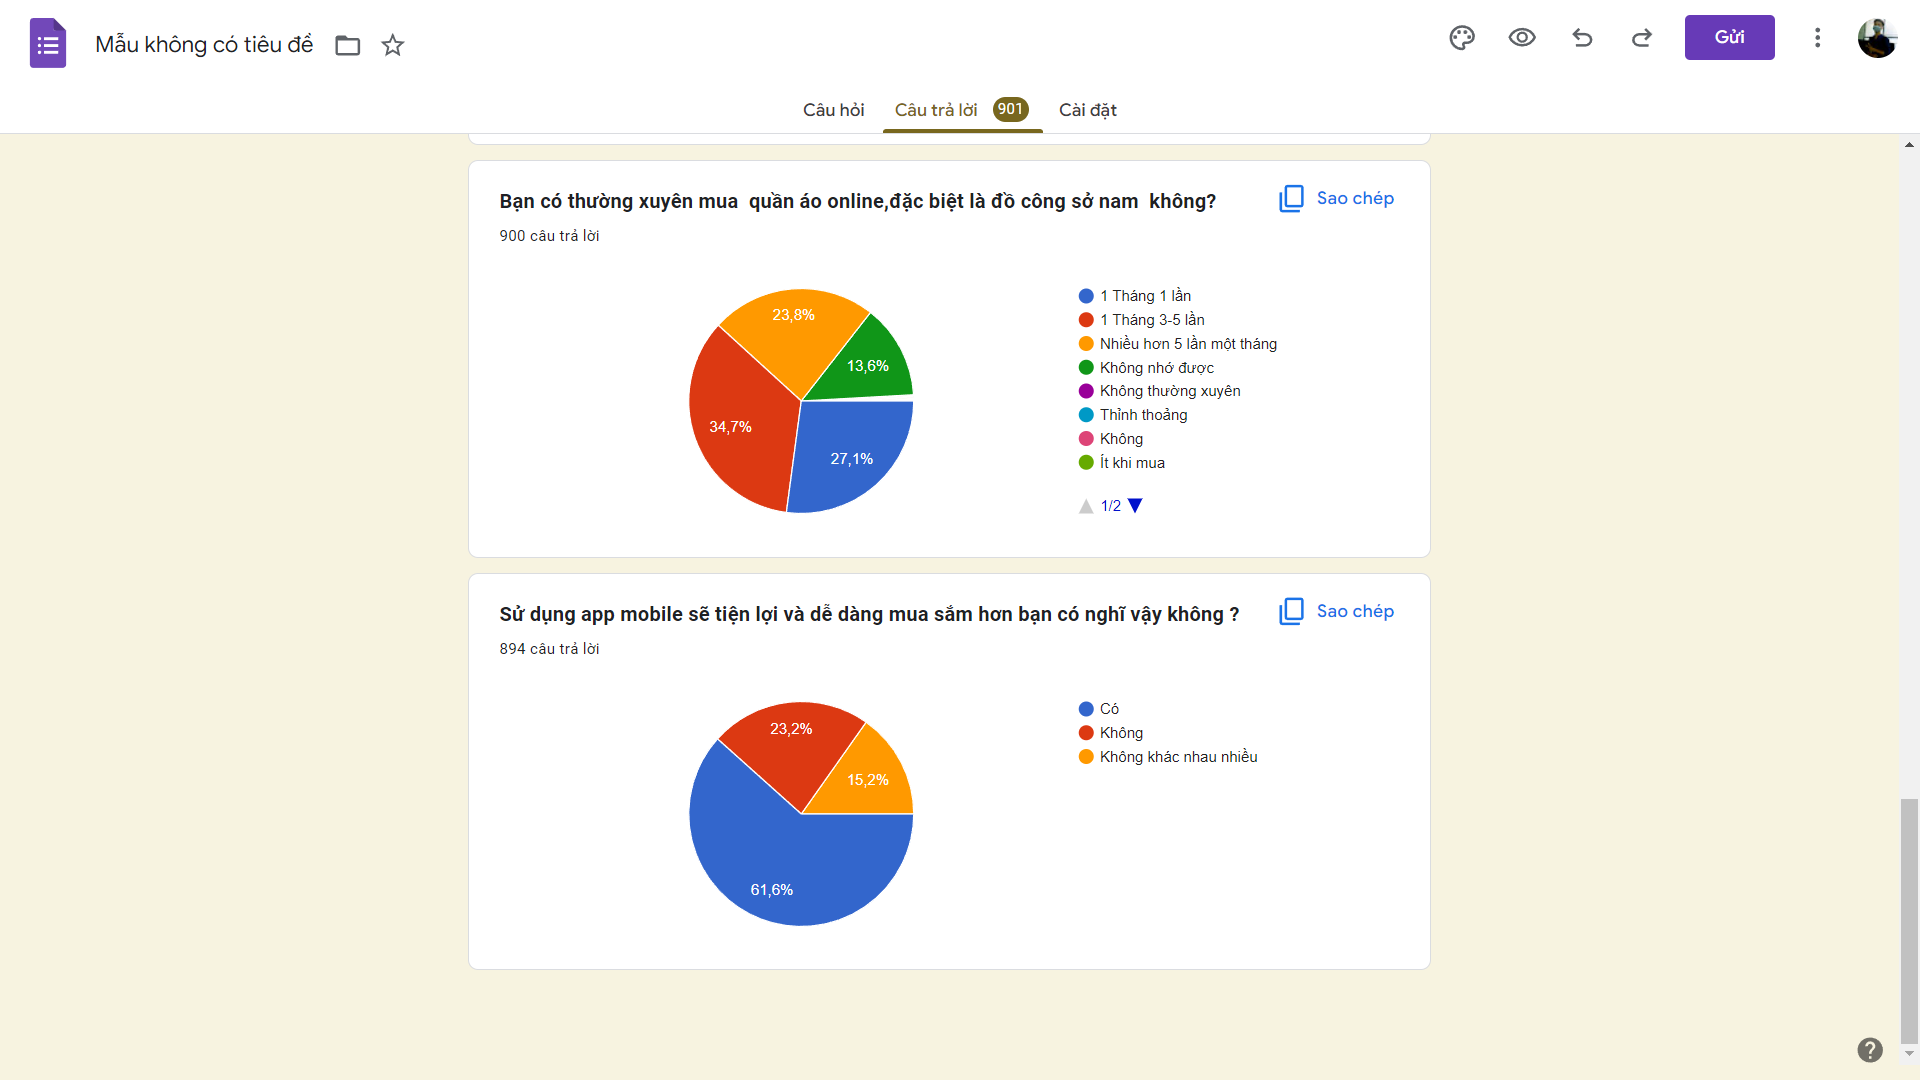 Mẫu không có tiêu đề
Gửi
Câu hỏi
Câu trả lời
901
Cài đặt
Bạn có thường xuyên mua  quần áo online,đặc biệt là đồ công sở nam  không?
Sao chép
900 câu trả lời
23,8%
13,6%
34,7%
27,1%
1 Tháng 1 lần
1 Tháng 3-5 lần
Nhiều hơn 5 lần một tháng
Không nhớ được
Không thường xuyên
Thỉnh thoảng
Không
Ít khi mua
1/2
Sử dụng app mobile sẽ tiện lợi và dễ dàng mua sắm hơn bạn có nghĩ vậy không ?
Sao chép
894 câu trả lời
23,2%
15,2%
61,6%
Có
Không
Không khác nhau nhiều